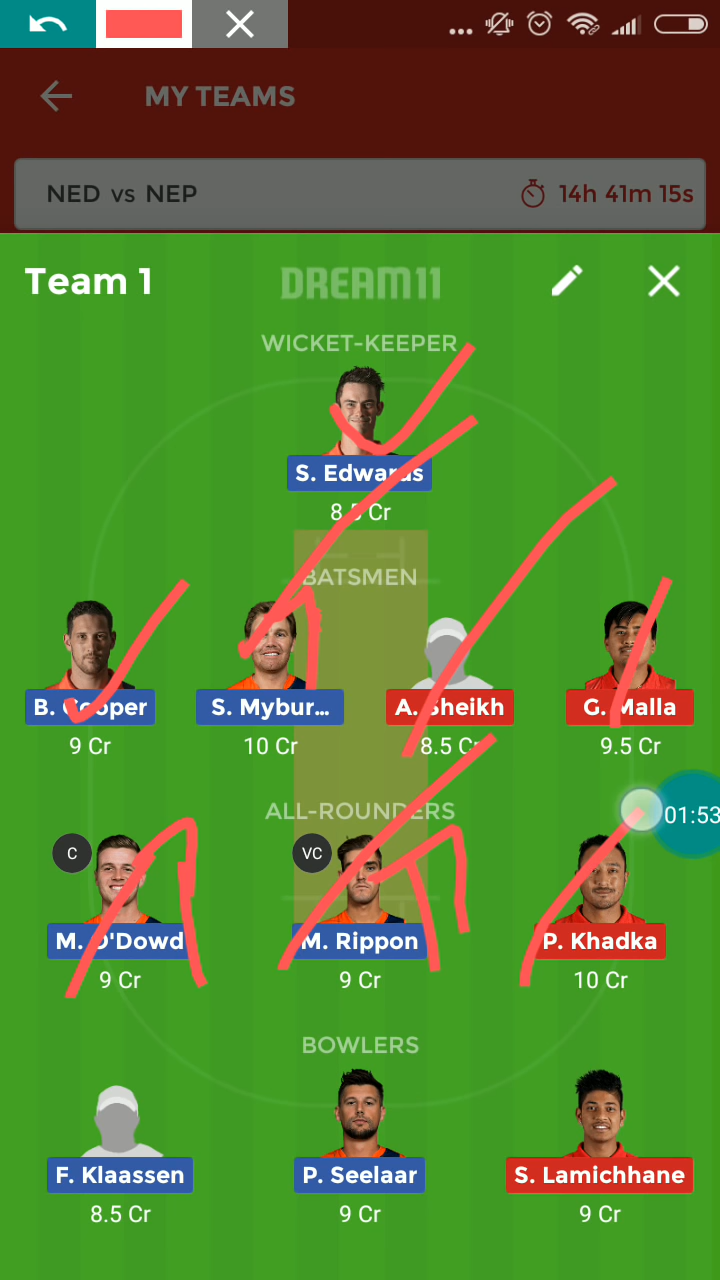 MY TEAMS
NED vs NEP 14h 41m 15s
Team 1 DREAM11
WICKET-KEEPER
S. Edwards
8.5 Cr
BATSMEN
B. Cooper S. Mybur... A. Sheikh G. Malla
9 Cr 10 Cr 8.5 Cr 9.5 Cr
ALL-ROUNDERS
01:53
C VC
M. O'Dowd M. Rippon P. Khadka
9 Cr 9 Cr 10 Cr
BOWLERS
F. Klaassen P. Seelaar S. Lamichhane
8.5 Cr 9 Cr 9 Cr